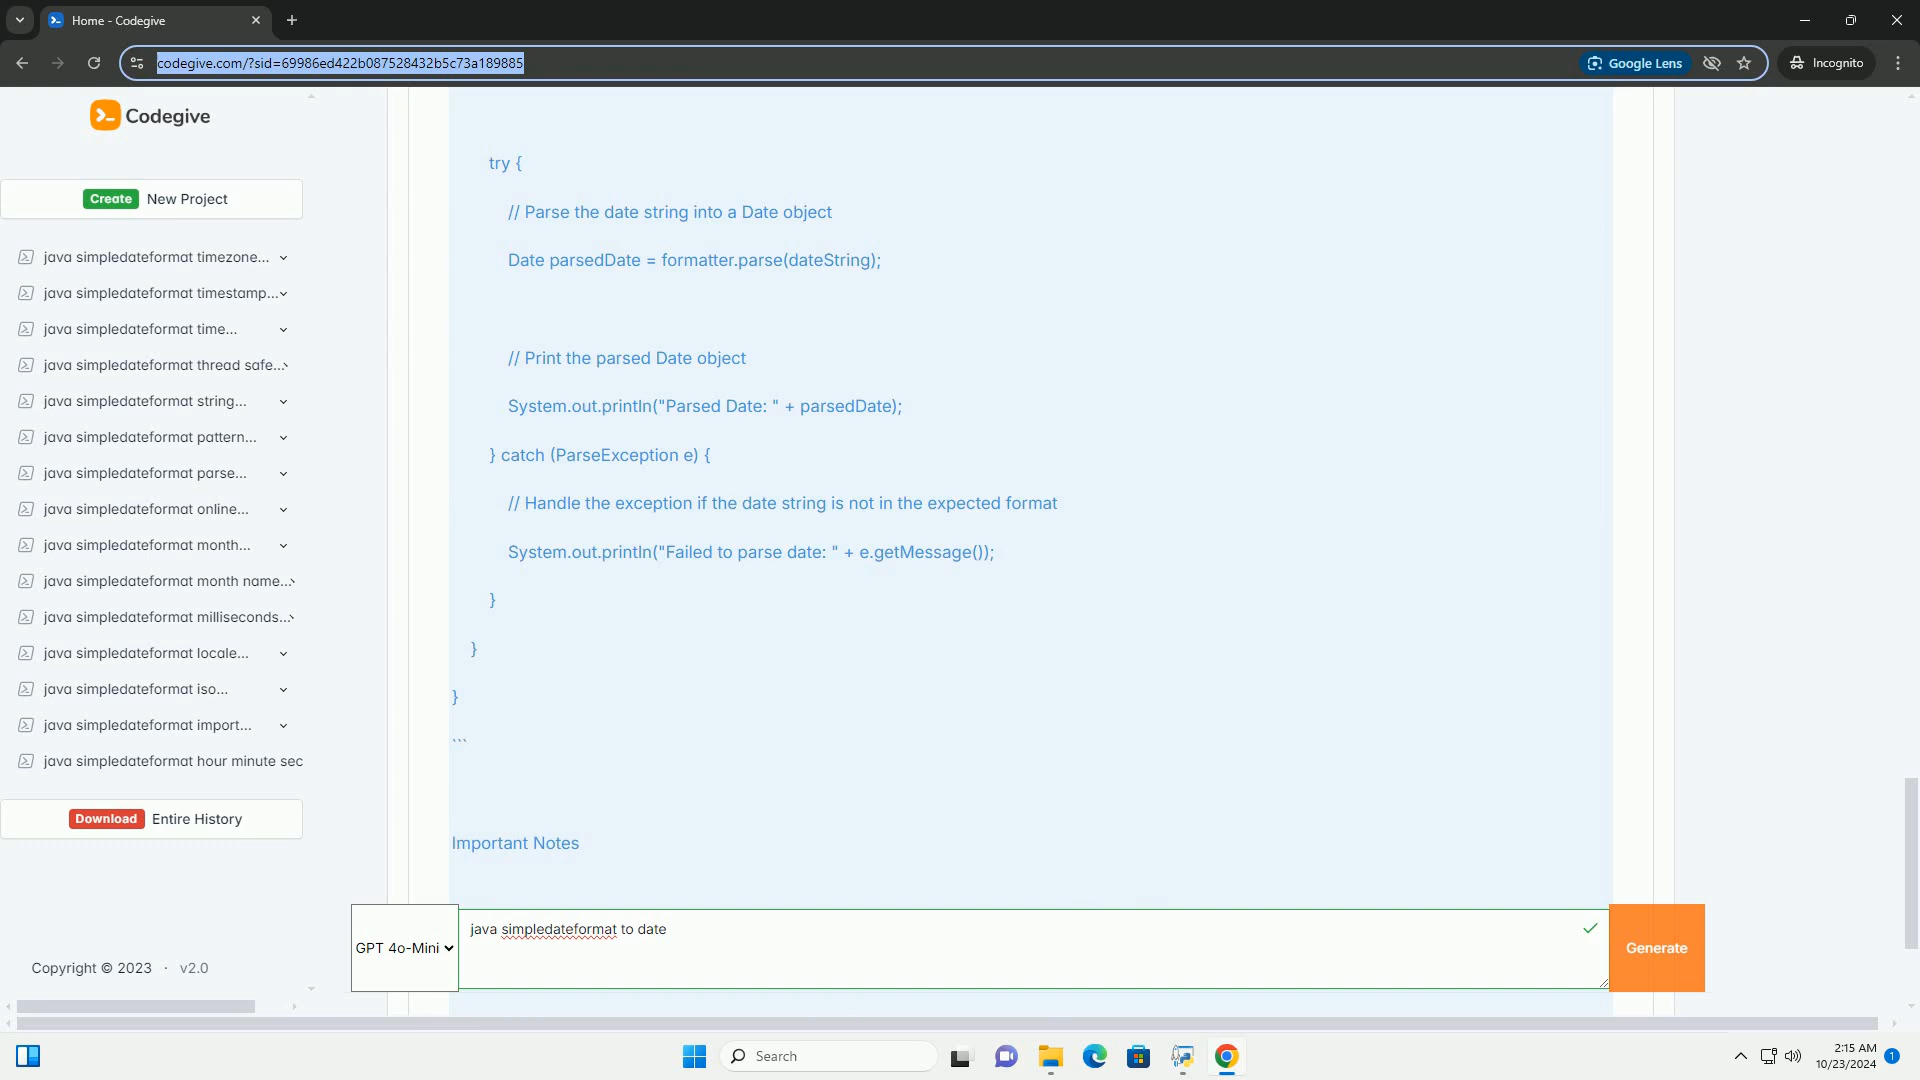 Home - Codegive
codegive.com/?sid=69986ed422b087528432b5c73a189885
Google Lens
Incognito
Codegive
Create New Project
java simpledateformat timezone...
java simpledateformat timestamp...
java simpledateformat time...
java simpledateformat thread safe...
java simpledateformat string...
java simpledateformat pattern...
java simpledateformat parse...
java simpledateformat online...
java simpledateformat month...
java simpledateformat month name...
java simpledateformat milliseconds...
java simpledateformat locale...
java simpledateformat iso...
java simpledateformat import...
java simpledateformat hour minute sec
Download Entire History
Copyright © 2023 · v2.0
try {
// Parse the date string into a Date object
Date parsedDate = formatter.parse(dateString);
// Print the parsed Date object
System.out.println("Parsed Date: " + parsedDate);
} catch (ParseException e) {
// Handle the exception if the date string is not in the expected format
System.out.println("Failed to parse date: " + e.getMessage());
}
}
}
```
Important Notes
GPT 4o-Mini
java simpledateformat to date
Generate
Search
2:15 AM
10/23/2024
1